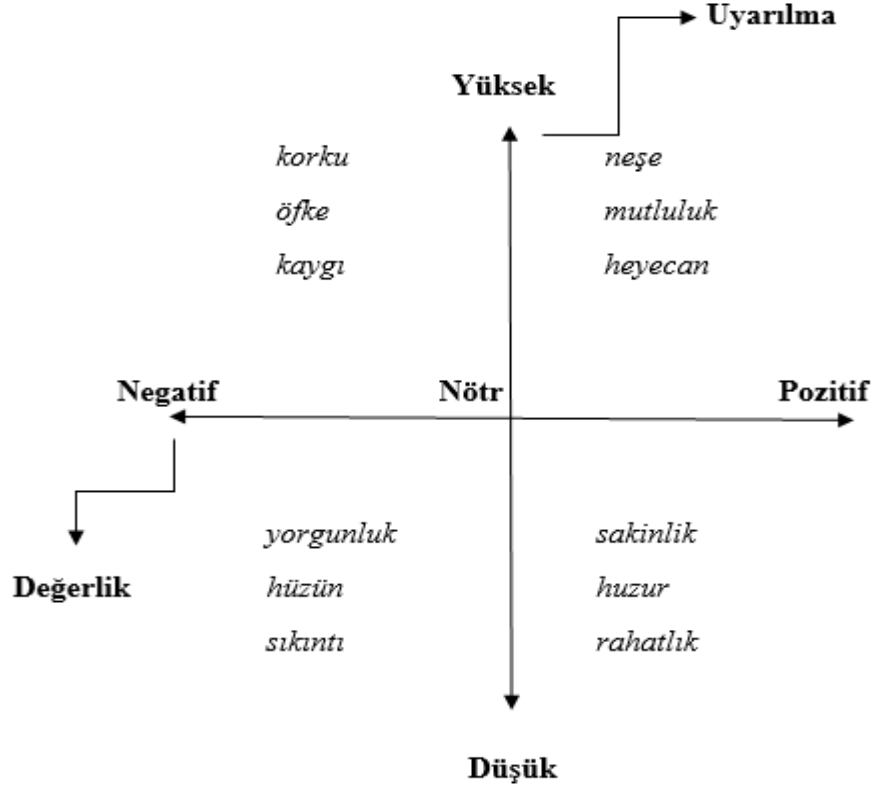 Uyarılma
Yüksek
korku neşe
öfke mutluluk
kaygı heyecan
Negatif Nötr Pozitif
yorgunluk sakinlik
Değerlik hüzün huzur
sıkıntı rahatlık
Düşük